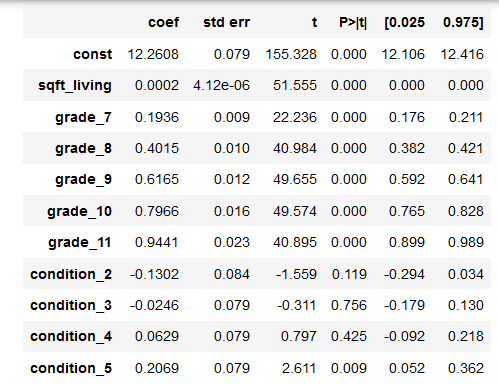 coef std err t P>|t| [0.025 0.975]
const 12.2608 0.079 155.328 0.000 12.106 12.416
sqft_living 0.0002 4.12e-06 51.555 0.000 0.000 0.000
grade_7 0.1936 0.009 22.236 0.000 0.176 0.211
grade_8 0.4015 0.010 40.984 0.000 0.382 0.421
grade_9 0.6165 0.012 49.655 0.000 0.592 0.641
grade_10 0.7966 0.016 49.574 0.000 0.765 0.828
grade_11 0.9441 0.023 40.895 0.000 0.899 0.989
condition_2 -0.1302 0.084 -1.559 0.119 -0.294 0.034
condition_3 -0.0246 0.079 -0.311 0.756 -0.179 0.130
condition_4 0.0629 0.079 0.797 0.425 -0.092 0.218
condition_5 0.2069 0.079 2.611 0.009 0.052 0.362